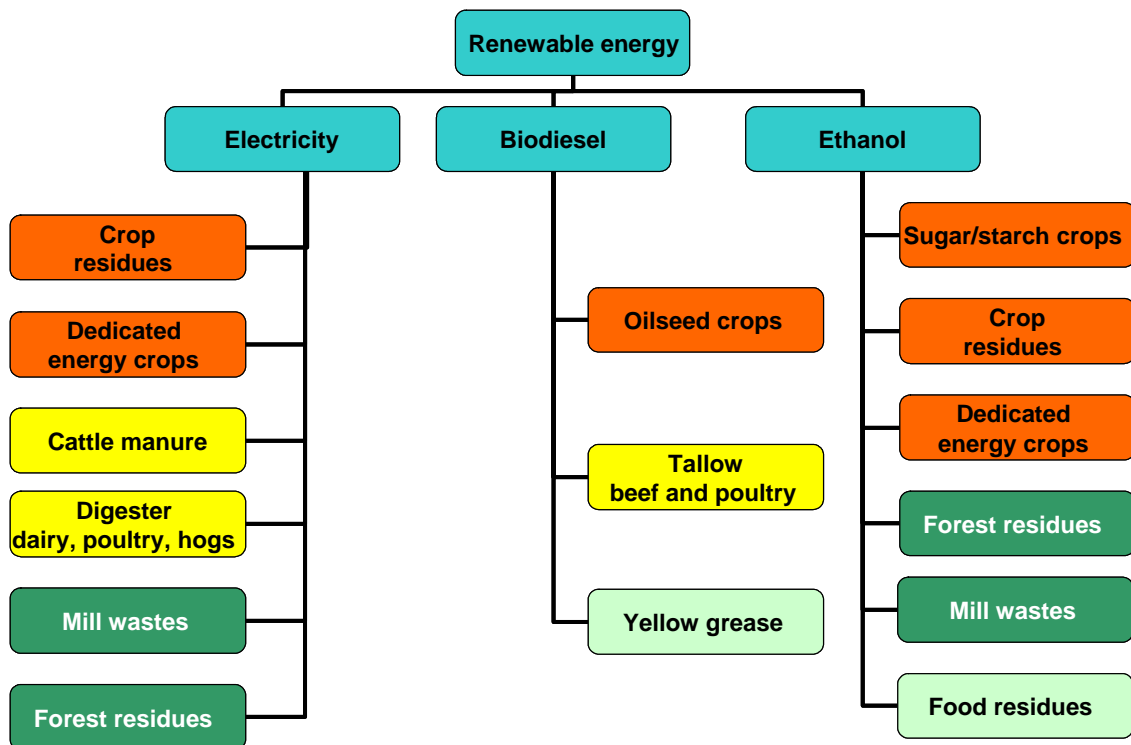 Renewable energy
Electricity
Biodiesel
Ethanol
Crop
residues
Dedicated
energy crops
Cattle manure
Digester
dairy, poultry, hogs
Mill wastes
Forest residues
Oilseed crops
Tallow
beef and poultry
Yellow grease
Sugar/starch crops
Crop
residues
Dedicated
energy crops
Forest residues
Mill wastes
Food residues